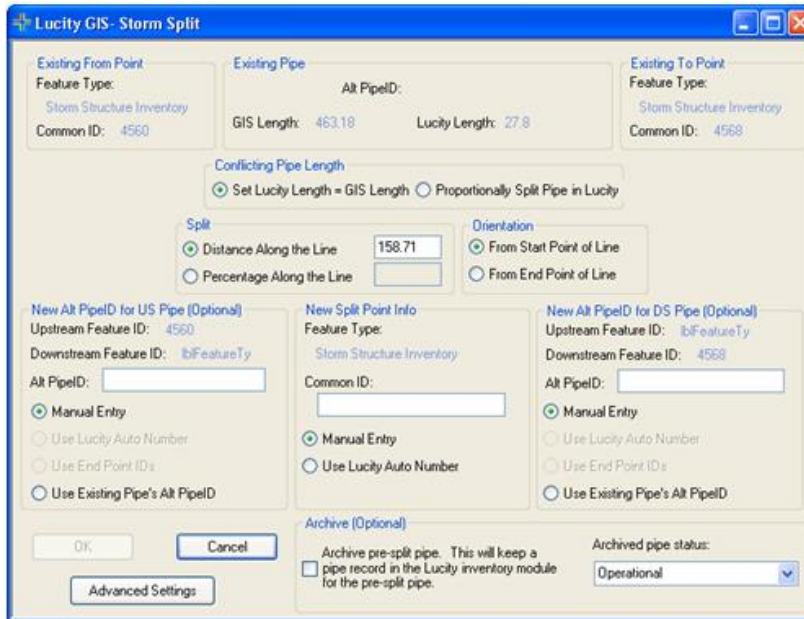 Lucity GIS- Storm Split
Existing From Point
Feature Type:
Storm Structure Inventory
Common ID: 4560
Existing Pipe
Alt PipeID:
GIS Length: 463.18 Lucity Length: 27.8
Existing To Point
Feature Type:
Storm Structure Inventory
Common ID: 4568
Conflicting Pipe Length
Set Lucity Length = GIS Length Proportionally Split Pipe in Lucity
Split
Distance Along the Line 158.71
Percentage Along the Line
Orientation
From Start Point of Line
From End Point of Line
New Alt PipeID for US Pipe (Optional)
Upstream Feature ID: 4560
Downstream Feature ID: lblFeatureTy
Alt PipeID:
Manual Entry
Use Lucity Auto Number
Use End Point IDs
Use Existing Pipe's Alt PipeID
New Split Point Info
Feature Type:
Storm Structure Inventory
Common ID:
Manual Entry
Use Lucity Auto Number
New Alt PipeID for DS Pipe (Optional)
Upstream Feature ID: lblFeatureTy
Downstream Feature ID: 4568
Alt PipeID:
Manual Entry
Use Lucity Auto Number
Use End Point IDs
Use Existing Pipe's Alt PipeID
OK Cancel
Advanced Settings
Archive (Optional)
Archive pre-split pipe. This will keep a
pipe record in the Lucity inventory module
for the pre-split pipe.
Archived pipe status:
Operational